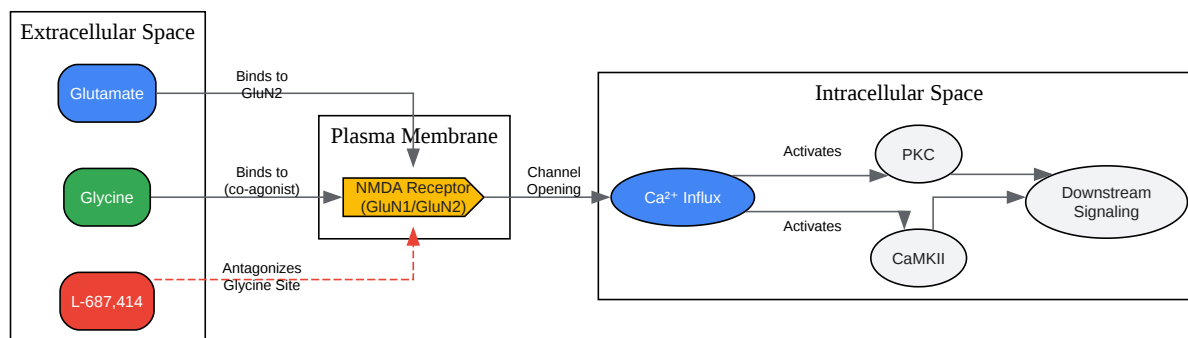 Extracellular Space
Glutamate
Binds to
GluN2
Glycine
Binds to
(co-agonist)
L-687,414
Antagonizes
Glycine Site
Plasma Membrane
NMDA Receptor
(GluN1/GluN2)
Channel
Opening
Intracellular Space
Ca²⁺ Influx
Activates
PKC
Activates
CaMKII
Downstream
Signaling